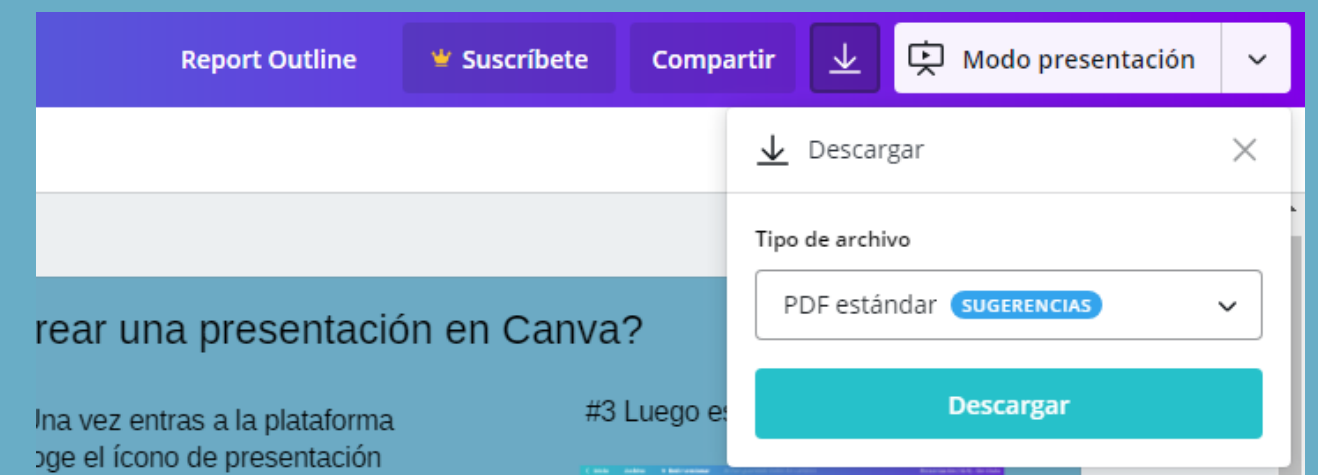 Report Outline
Suscríbete
Compartir
Modo presentación
Descargar
Tipo de archivo
PDF estándar SUGERENCIAS
Descargar
rear una presentación en Canva?
Una vez entras a la plataforma
oge el ícono de presentación
#3 Luego es